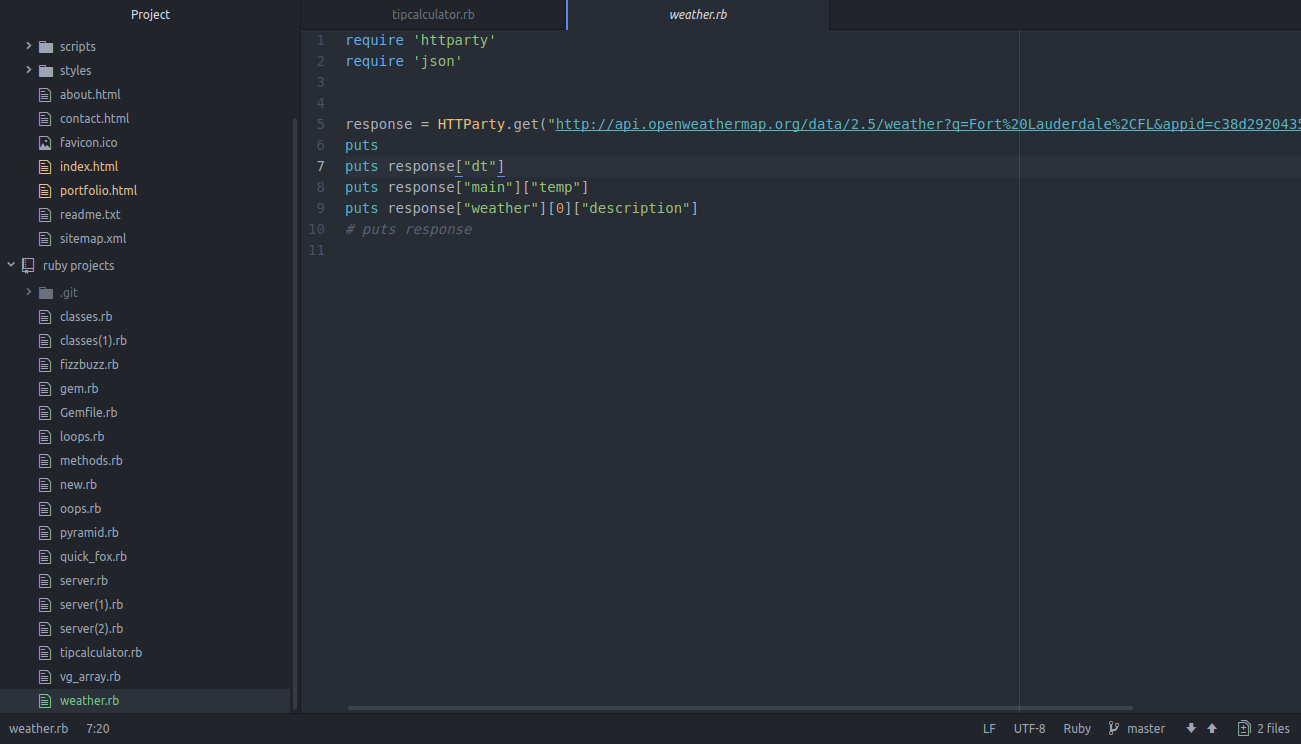 Project
scripts
styles
about.html
contact.html
favicon.ico
index.html
portfolio.html
readme.txt
sitemap.xml
ruby projects
.git
classes.rb
classes(1).rb
fizzbuzz.rb
gem.rb
Gemfile.rb
loops.rb
methods.rb
new.rb
oops.rb
pyramid.rb
quick_fox.rb
server.rb
server(1).rb
server(2).rb
tipcalculator.rb
vg_array.rb
weather.rb
tipcalculator.rb weather.rb
1 require 'httparty'
2 require 'json'
3
4
5 response = HTTParty.get("http://api.openweathermap.org/data/2.5/weather?q=Fort%20Lauderdale%2CFL&appid=c38d2920435
6 puts
7 puts response["dt"]
8 puts response["main"]["temp"]
9 puts response["weather"][0]["description"]
10 # puts response
11
weather.rb 7:20 LF UTF-8 Ruby master 2 files